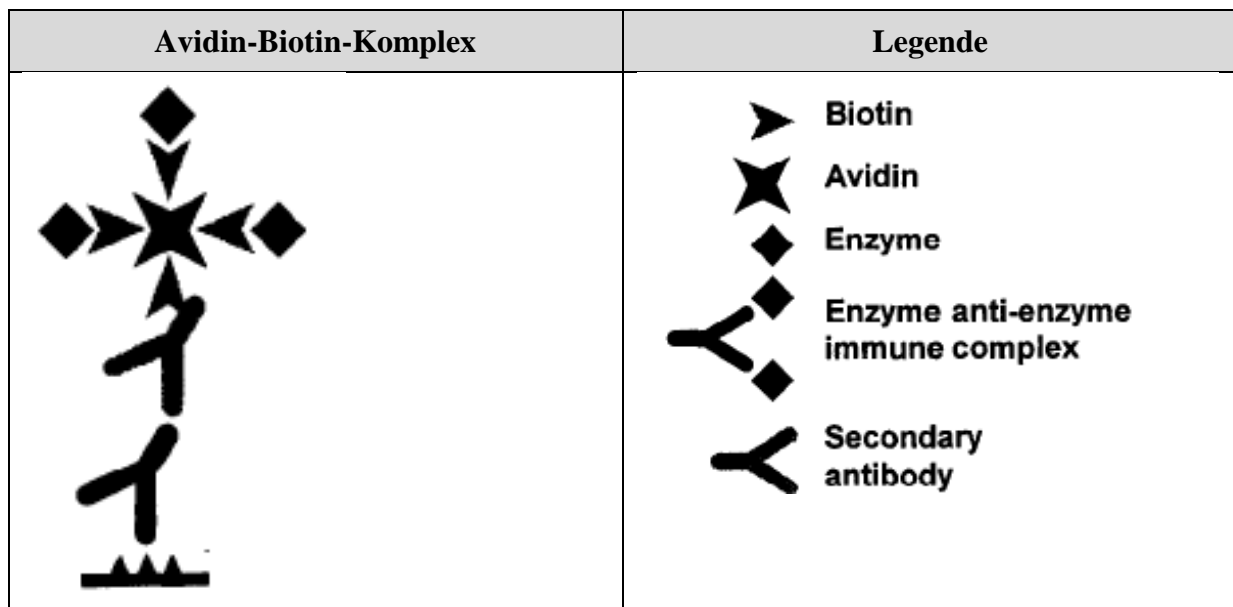 Avidin-Biotin-Komplex
Legende
Biotin
Avidin
Enzyme
Enzyme anti-enzyme
immune complex
Secondary
antibody